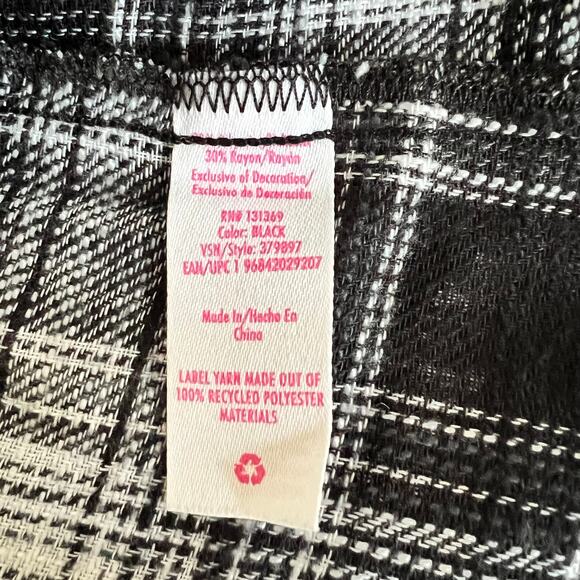 30% Rayon/Rayón
Exclusive of Decoration/
Exclusivo de Decoración
RN# 131369
Color: BLACK
VSN/Style: 379897
EAN/UPC 1 96842029207
Made In/Hecho En
China
LABEL YARN MADE OUT OF
100% RECYCLED POLYESTER
MATERIALS